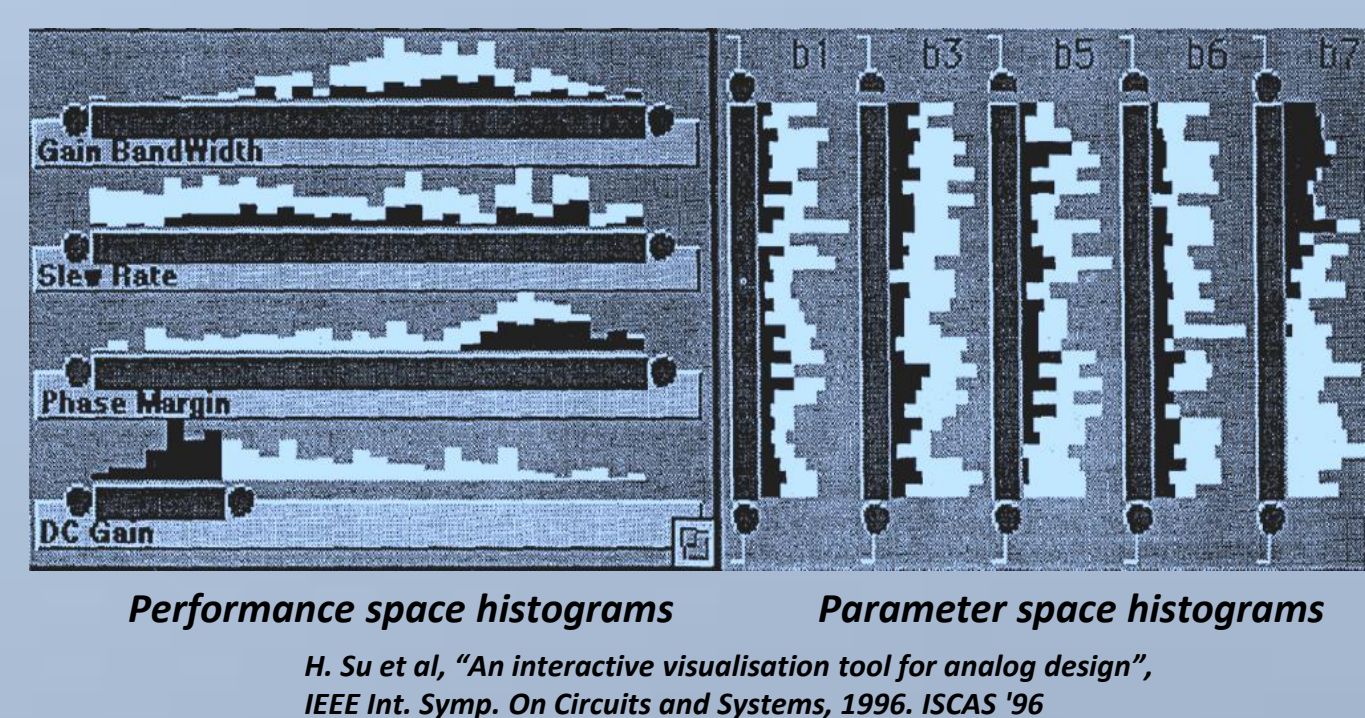 Gain BandWidth
Slew Rate
Phase Margin
DC Gain
b1 b3 b5 b6 b7
Performance space histograms
Parameter space histograms
H. Su et al, “An interactive visualisation tool for analog design”,
IEEE Int. Symp. On Circuits and Systems, 1996. ISCAS '96